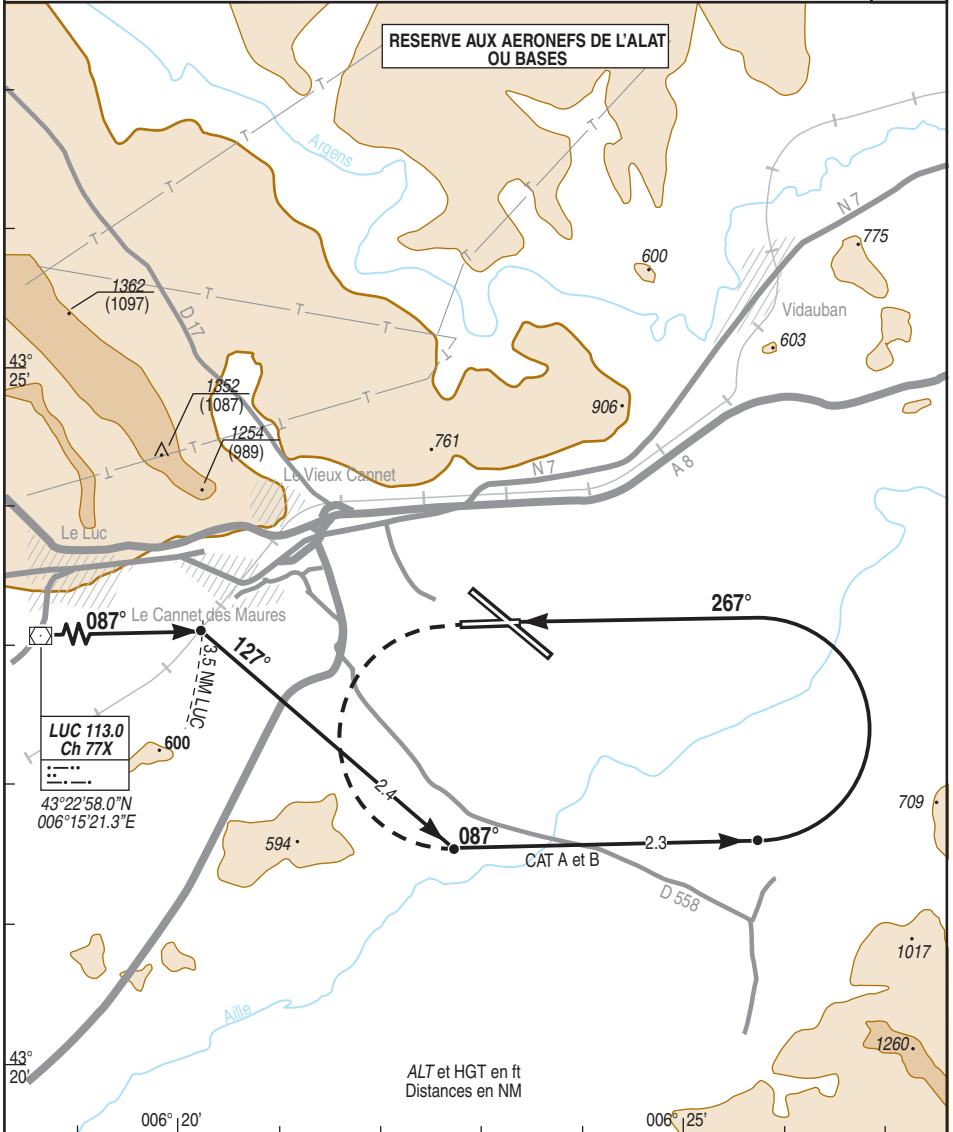 RESERVE AUX AERONEFS DE L'ALAT
OU BASES
Argens
N 7
775
600
1362
(1097)
D 17
Vidauban
603
43°
25'
1352
(1087)
906
1254
(989)
761
Le Vieux Cannet
N 7
A 8
Le Luc
Le Cannet des Maures
087°
267°
127°
3.5 NM LUC
LUC 113.0
Ch 77X
600
43°22'58.0"N
006°15'21.3"E
2.4
709
594
087°
2.3
CAT A et B
D 558
1017
Aille
1260
43°
20'
ALT et HGT en ft
Distances en NM
006° 20'
006° 25'